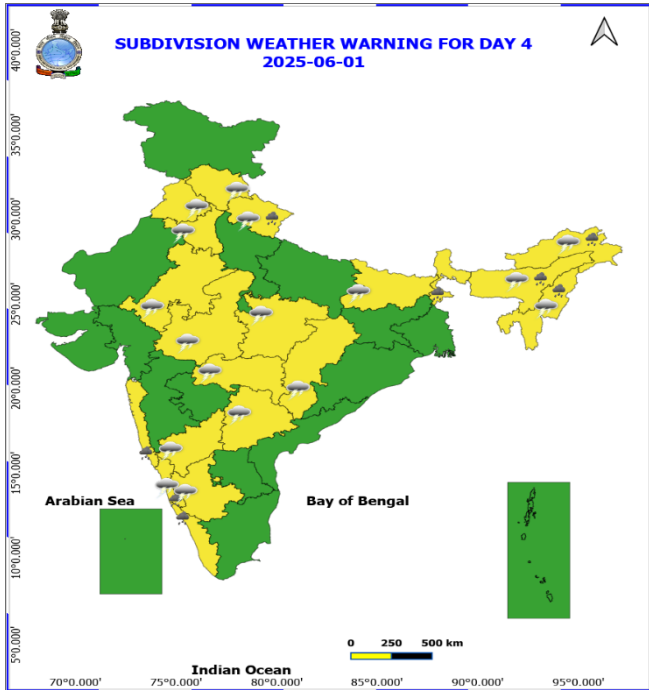 SUBDIVISION WEATHER WARNING FOR DAY 4
2025-06-01
40°0.000'
35°0.000'
30°0.000'
25°0.000'
20°0.000'
15°0.000'
10°0.000'
5°0.000'
Arabian Sea
Bay of Bengal
0 250 500 km
Indian Ocean
70°0.000' 75°0.000' 80°0.000' 85°0.000' 90°0.000' 95°0.000'